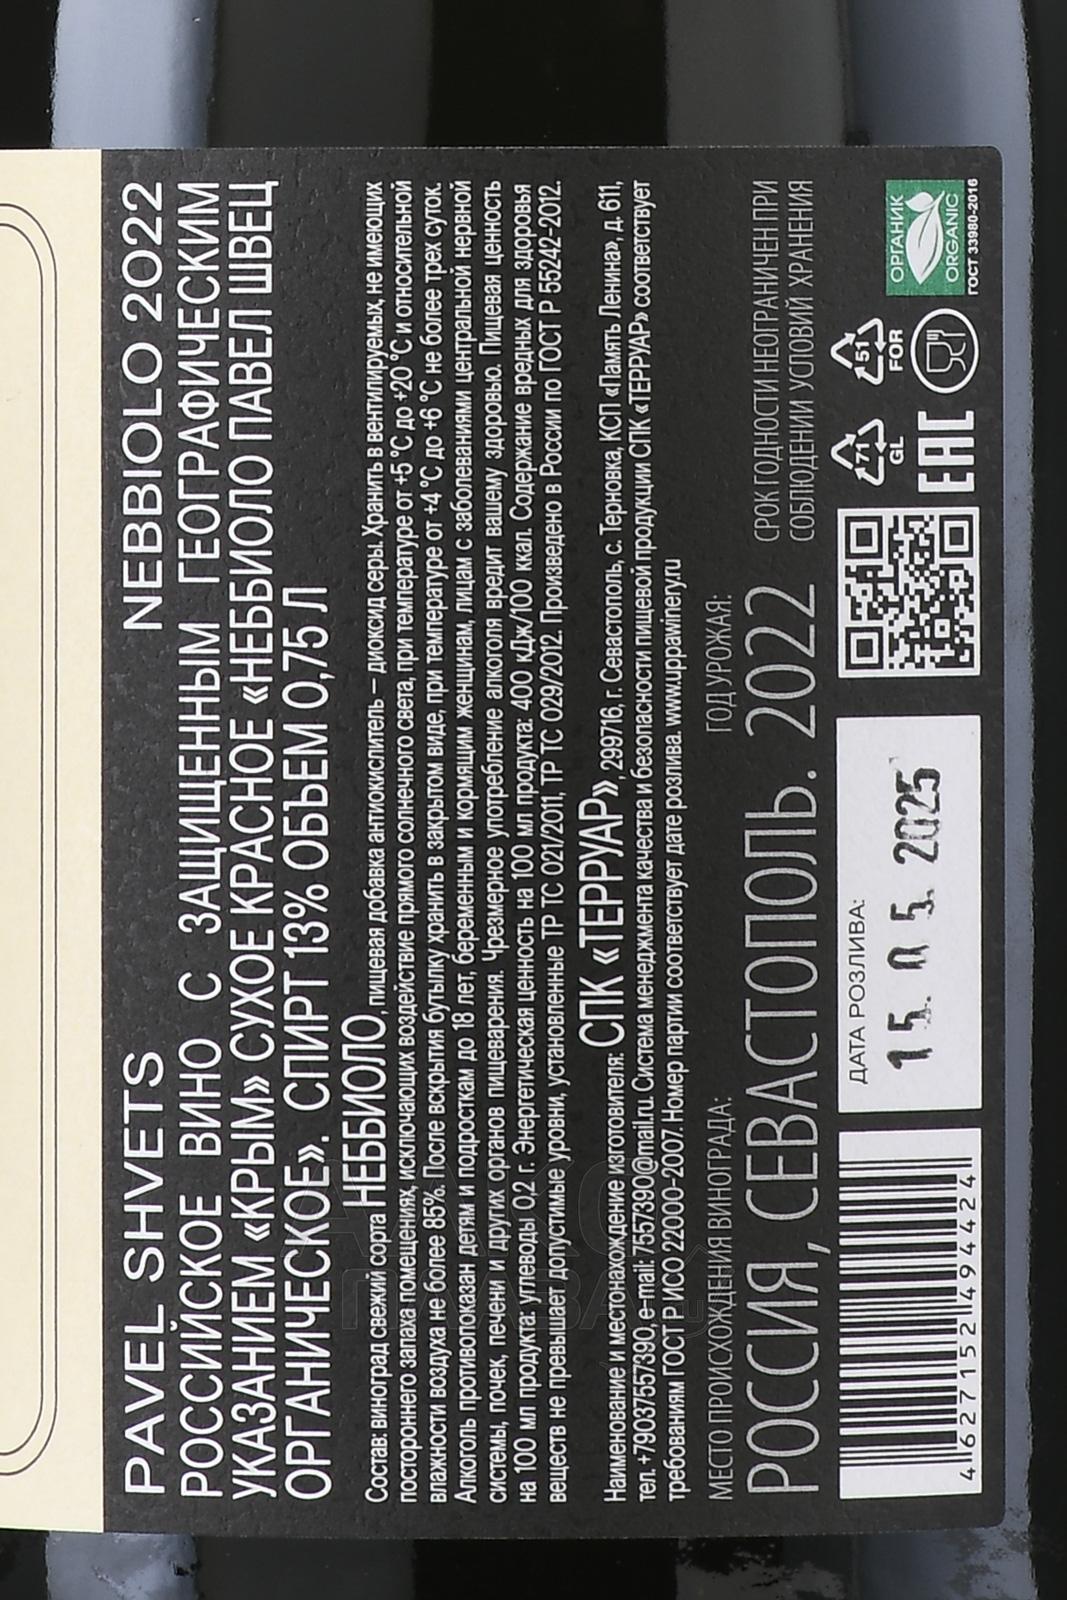 PAVEL SHVETS NEBBIOLO 2022
РОССИЙСКОЕ ВИНО С ЗАЩИЩЕННЫМ ГЕОГРАФИЧЕСКИМ
УКАЗАНИЕМ «КРЫМ» СУХОЕ КРАСНОЕ «НЕББИОЛО ПАВЕЛ ШВЕЦ
ОРГАНИЧЕСКОЕ». СПИРТ 13% ОБЪЕМ 0,75 Л
Состав: виноград свежий сорта НЕББИОЛО, пищевая добавка антиокислитель – диоксид серы. Хранить в вентилируемых, не имеющих
постороннего запаха помещениях, исключающих воздействие прямого солнечного света, при температуре от +5 °С до +20 °С и относительной
влажности воздуха не более 85%. После вскрытия бутылку хранить в закрытом виде, при температуре от +4 °С до +6 °С не более трех суток.
Алкоголь противопоказан детям и подросткам до 18 лет, беременным и кормящим женщинам, лицам с заболеваниями центральной нервной
системы, почек, печени и других органов пищеварения. Чрезмерное употребление алкоголя вредит вашему здоровью. Пищевая ценность
на 100 мл продукта: углеводы 0,2 г. Энергетическая ценность на 100 мл продукта: 400 кДж/100 ккал. Содержание вредных для здоровья
веществ не превышает допустимые уровни, установленные ТР ТС 021/2011, ТР ТС 029/2012. Произведено в России по ГОСТ Р 55242-2012.
Наименование и местонахождение изготовителя: СПК «ТЕРРУАР», 299716, г. Севастополь, с. Терновка, КСП «Память Ленина», д. 611,
тел. +79037557390, e-mail: 7557390@mail.ru. Система менеджмента качества и безопасности пищевой продукции СПК «ТЕРРУАР» соответствует
требованиям ГОСТ Р ИСО 22000-2007. Номер партии соответствует дате розлива. www.uppawinery.ru
МЕСТО ПРОИСХОЖДЕНИЯ ВИНОГРАДА: ГОД УРОЖАЯ:
РОССИЯ, СЕВАСТОПОЛЬ. 2022
СРОК ГОДНОСТИ НЕОГРАНИЧЕН ПРИ
СОБЛЮДЕНИИ УСЛОВИЙ ХРАНЕНИЯ
4627152494424
ДАТА РОЗЛИВА:
15. 05. 2025
71
GL
51
FOR
EAC
ОРГАНИК
ORGANIC
ГОСТ 33980-2016